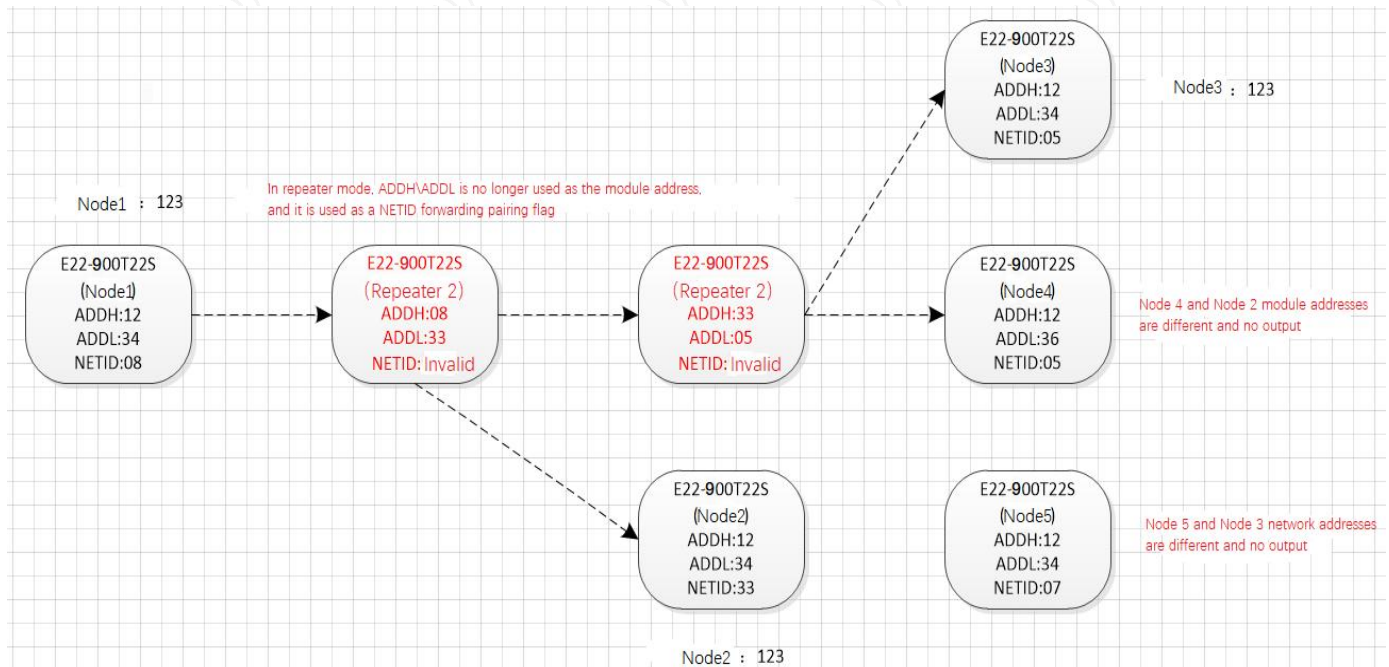 E22-900T22S
(Node3)
ADDH:12
ADDL:34
NETID:05
Node3 : 123
Node1 : 123
In repeater mode, ADDH\ADDL is no longer used as the module address,
and it is used as a NETID forwarding pairing flag
E22-900T22S
(Node1)
ADDH:12
ADDL:34
NETID:08
E22-900T22S
(Repeater 2)
ADDH:08
ADDL:33
NETID: Invalid
E22-900T22S
(Repeater 2)
ADDH:33
ADDL:05
NETID: Invalid
E22-900T22S
(Node4)
ADDH:12
ADDL:36
NETID:05
Node 4 and Node 2 module addresses
are different and no output
E22-900T22S
(Node2)
ADDH:12
ADDL:34
NETID:33
E22-900T22S
(Node5)
ADDH:12
ADDL:34
NETID:07
Node 5 and Node 3 network addresses
are different and no output
Node2 : 123